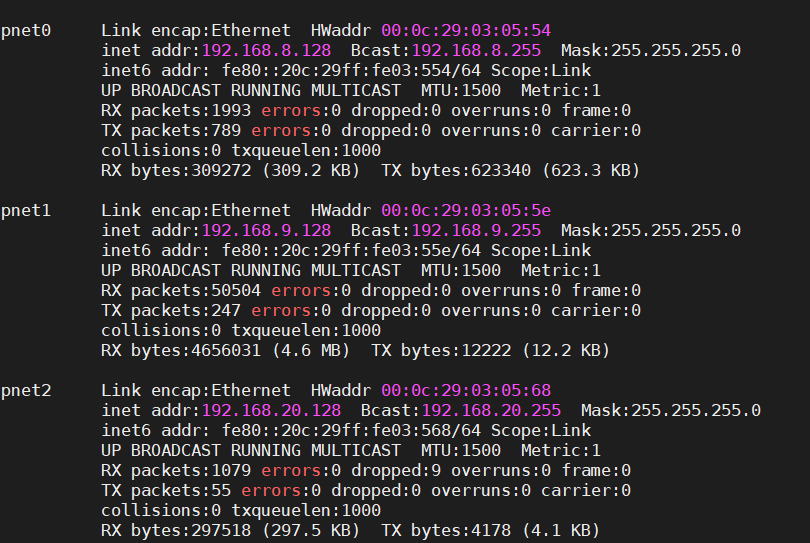 pnet0     Link encap:Ethernet  HWaddr 00:0c:29:03:05:54
          inet addr:192.168.8.128  Bcast:192.168.8.255  Mask:255.255.255.0
          inet6 addr: fe80::20c:29ff:fe03:554/64 Scope:Link
          UP BROADCAST RUNNING MULTICAST  MTU:1500  Metric:1
          RX packets:1993 errors:0 dropped:0 overruns:0 frame:0
          TX packets:789 errors:0 dropped:0 overruns:0 carrier:0
          collisions:0 txqueuelen:1000
          RX bytes:309272 (309.2 KB)  TX bytes:623340 (623.3 KB)

pnet1     Link encap:Ethernet  HWaddr 00:0c:29:03:05:5e
          inet addr:192.168.9.128  Bcast:192.168.9.255  Mask:255.255.255.0
          inet6 addr: fe80::20c:29ff:fe03:55e/64 Scope:Link
          UP BROADCAST RUNNING MULTICAST  MTU:1500  Metric:1
          RX packets:50504 errors:0 dropped:0 overruns:0 frame:0
          TX packets:247 errors:0 dropped:0 overruns:0 carrier:0
          collisions:0 txqueuelen:1000
          RX bytes:4656031 (4.6 MB)  TX bytes:12222 (12.2 KB)

pnet2     Link encap:Ethernet  HWaddr 00:0c:29:03:05:68
          inet addr:192.168.20.128  Bcast:192.168.20.255  Mask:255.255.255.0
          inet6 addr: fe80::20c:29ff:fe03:568/64 Scope:Link
          UP BROADCAST RUNNING MULTICAST  MTU:1500  Metric:1
          RX packets:1079 errors:0 dropped:9 overruns:0 frame:0
          TX packets:55 errors:0 dropped:0 overruns:0 carrier:0
          collisions:0 txqueuelen:1000
          RX bytes:297518 (297.5 KB)  TX bytes:4178 (4.1 KB)